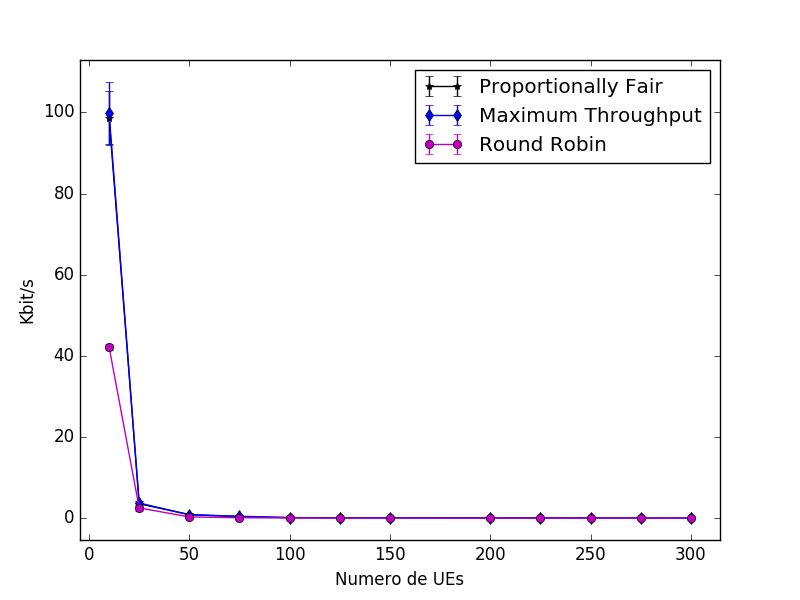 Proportionally Fair
Maximum Throughput
Round Robin
100
80
60
40
20
0
Kbit/s
0 50 100 150 200 250 300
Numero de UEs